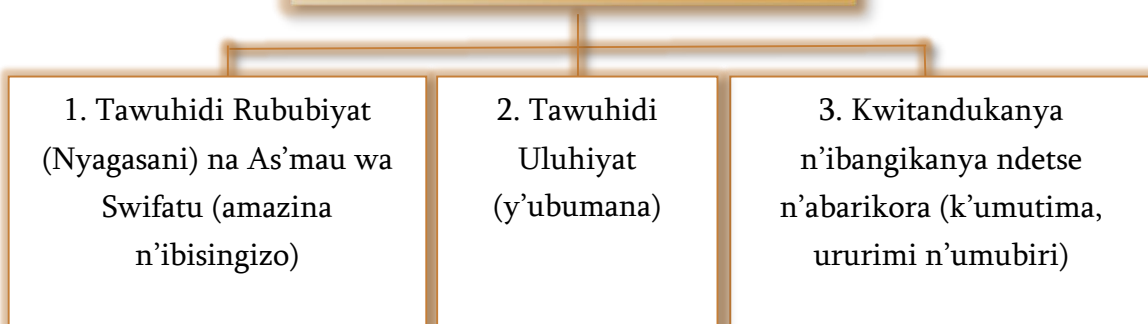 1. Tawuhidi Rububiyat
(Nyagasani) na As’mau wa
Swifatu (amazina
n’ibisingizo)
2. Tawuhidi
Uluhiyat
(y’ubumana)
3. Kwitandukanya
n’ibangikanya ndetse
n’abarikora (k’umutima,
ururimi n’umubiri)